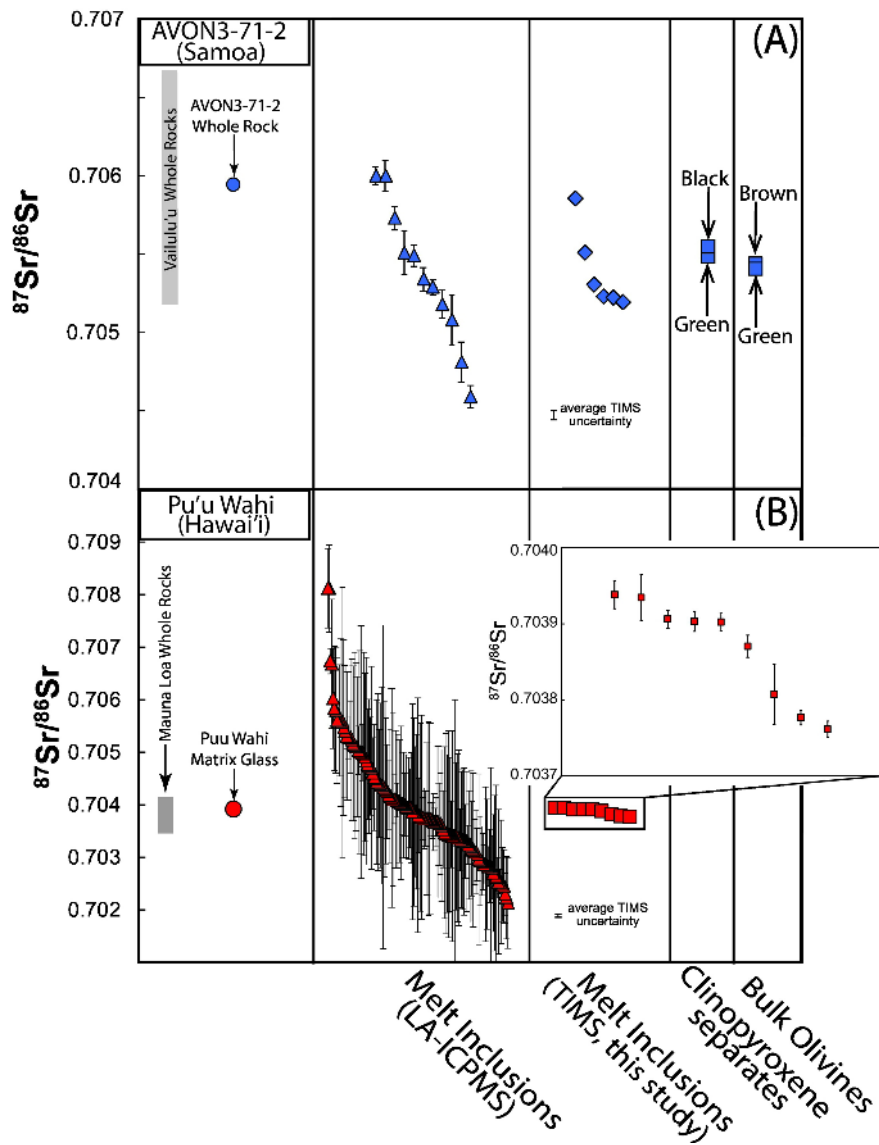 0.707
AVON3-71-2
(Samoa)
(A)
Vailulu'u Whole Rocks
AVON3-71-2
Whole Rock
0.706
Black
Brown
87Sr/86Sr
Green
Green
0.705
average TIMS
uncertainty
0.704
Pu'u Wahi
(Hawai'i)
(B)
0.709
0.708
0.707
0.706
0.705
0.704
0.703
0.702
87Sr/86Sr
Mauna Loa Whole Rocks
Puu Wahi
Matrix Glass
0.7040
0.7039
0.7038
0.7037
87Sr/86Sr
average TIMS
uncertainty
Melt Inclusions
(LA-ICPMS)
Melt Inclusions
(TIMS, this study)
Clinopyroxene
separates
Bulk Olivines